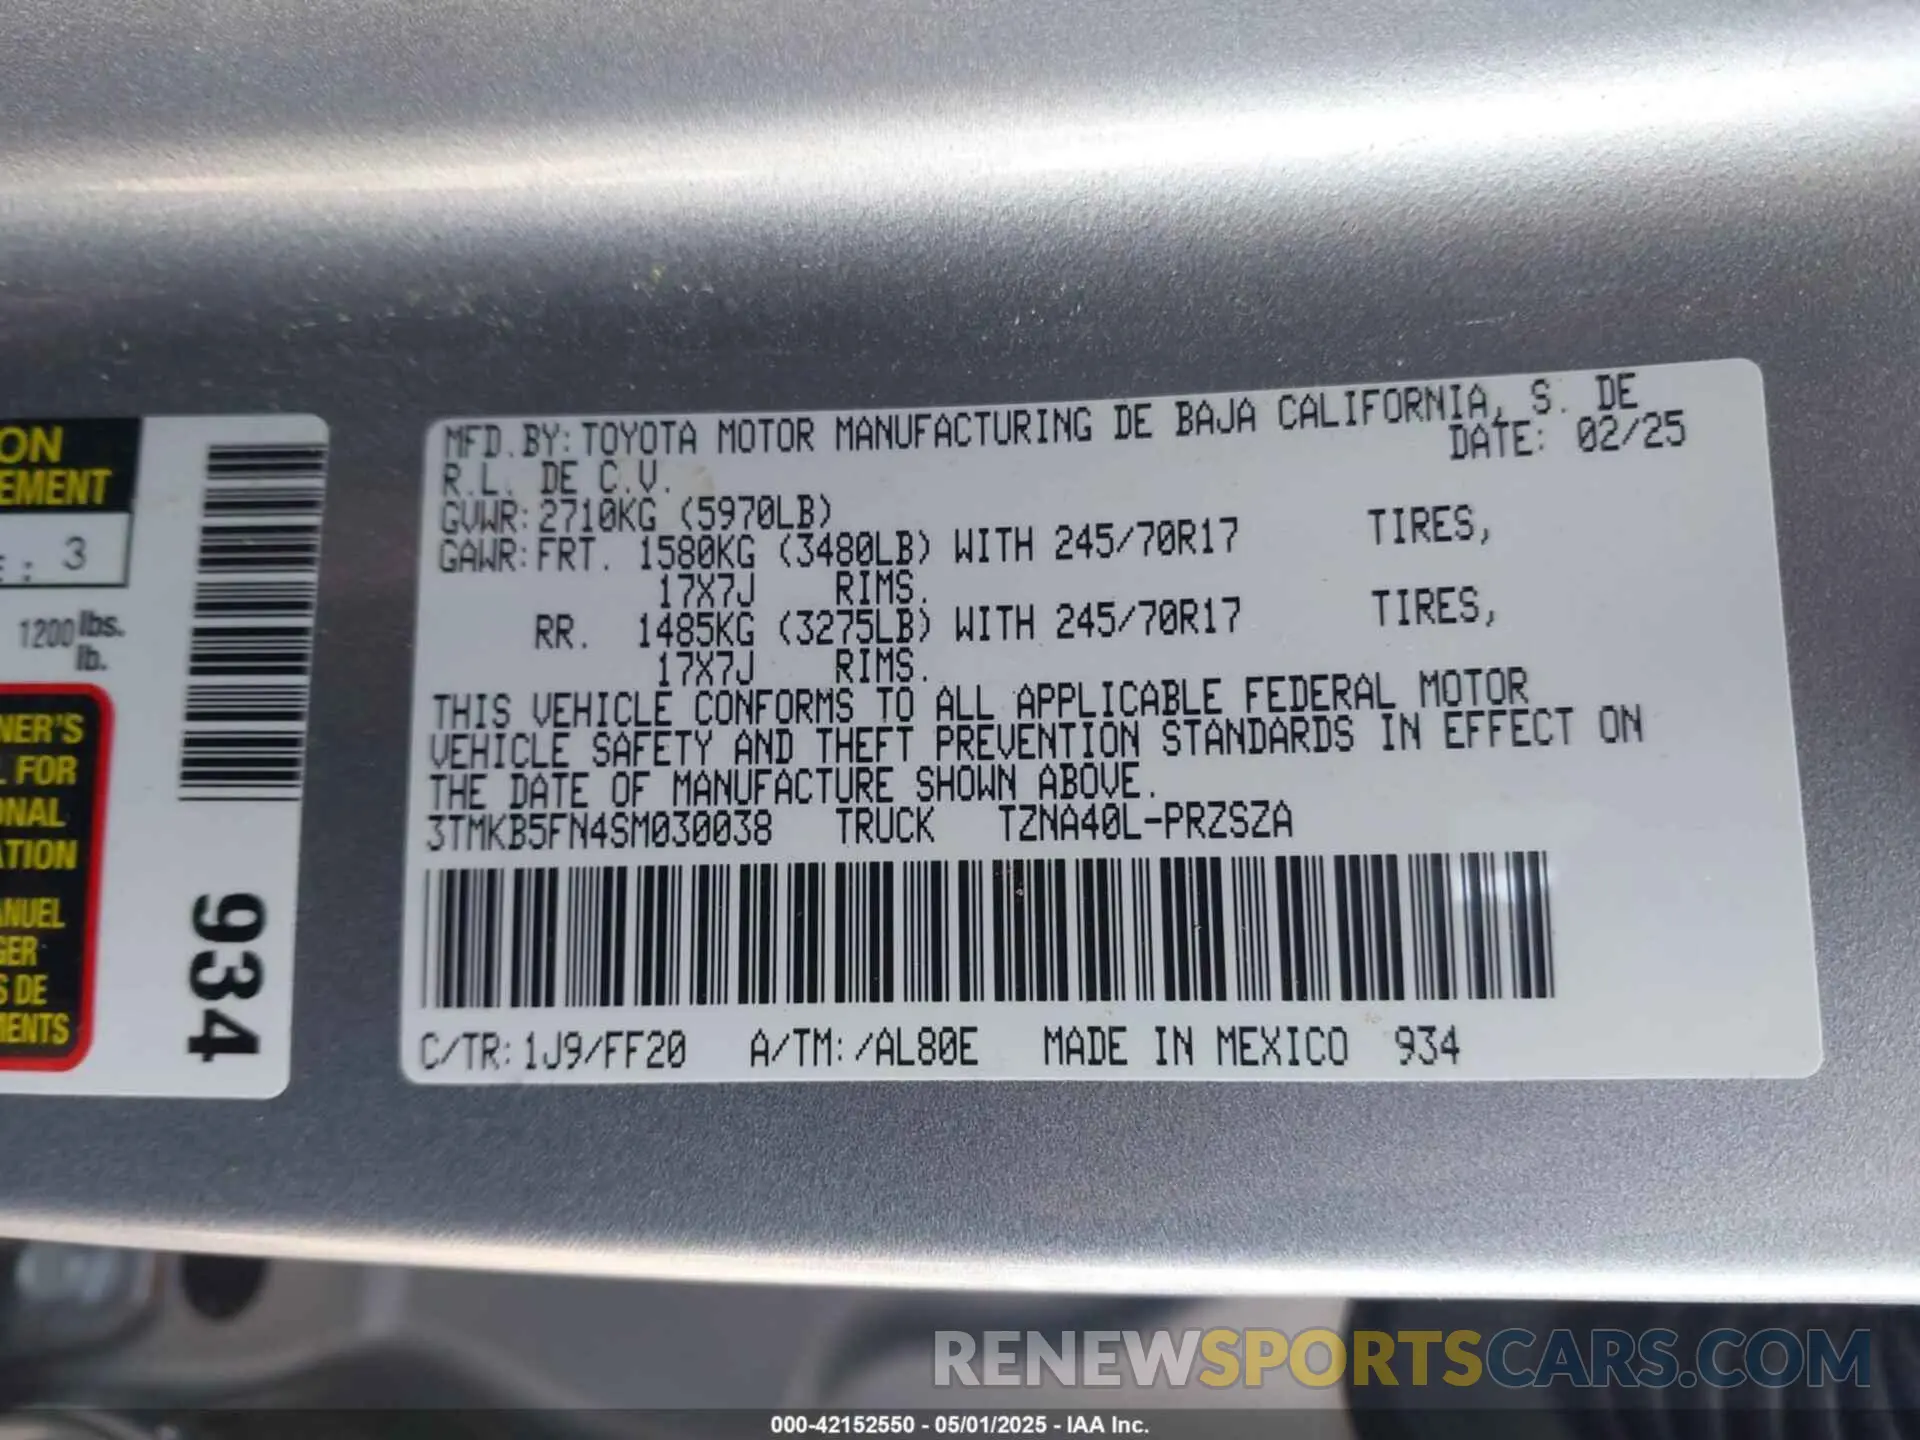 ON
EMENT
E: 3
1200 lbs.
lb.
NER'S
L FOR
ONAL
ATION
ANUEL
GER
S DE
MENTS
934
MFD.BY:TOYOTA MOTOR MANUFACTURING DE BAJA CALIFORNIA, S. DE
R.L. DE C.V.
DATE: 02/25
GVWR:2710KG (5970LB)
GAWR:FRT. 1580KG (3480LB) WITH 245/70R17 TIRES,
17X7J RIMS.
RR. 1485KG (3275LB) WITH 245/70R17 TIRES,
17X7J RIMS.
THIS VEHICLE CONFORMS TO ALL APPLICABLE FEDERAL MOTOR
VEHICLE SAFETY AND THEFT PREVENTION STANDARDS IN EFFECT ON
THE DATE OF MANUFACTURE SHOWN ABOVE.
3TMKB5FN4SM030038 TRUCK TZNA40L-PRZSZA
C/TR:1J9/FF20 A/TM:/AL80E MADE IN MEXICO 934
RENEWSPORTSCARS.COM
000-42152550 - 05/01/2025 - IAA Inc.